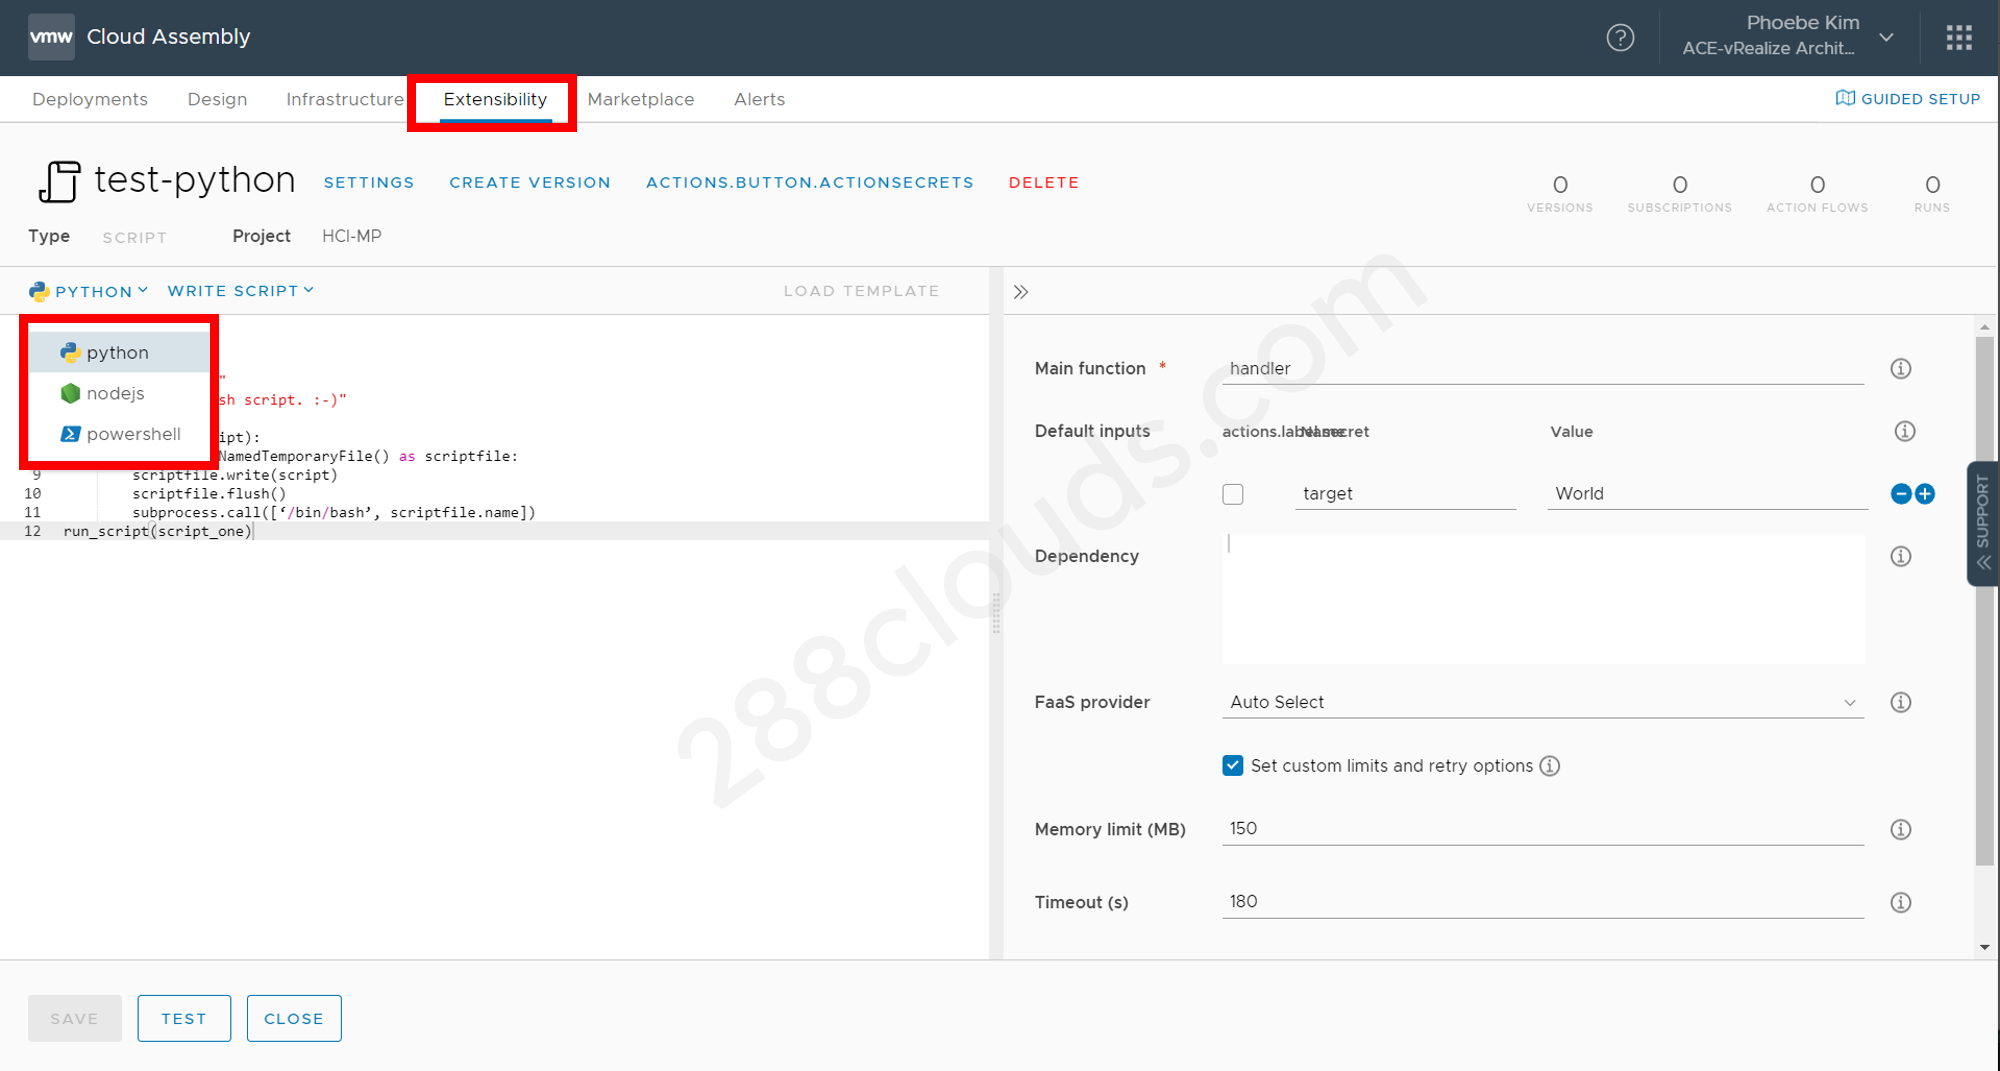 vmw Cloud Assembly
Phoebe Kim
ACE-vRealize Archit...
Deployments Design Infrastructure Extensibility Marketplace Alerts GUIDED SETUP
test-python SETTINGS CREATE VERSION ACTIONS.BUTTON.ACTIONSECRETS DELETE
0 VERSIONS
0 SUBSCRIPTIONS
0 ACTION FLOWS
0 RUNS
Type SCRIPT Project HCI-MP
PYTHON WRITE SCRIPT LOAD TEMPLATE
python
nodejs
powershell
"
sh script. :-)"
ipt):
NamedTemporaryFile() as scriptfile:
9 scriptfile.write(script)
10 scriptfile.flush()
11 subprocess.call([‘/bin/bash’, scriptfile.name])
12 run_script(script_one)
Main function * handler
Default inputs Name Value
target World
Dependency
FaaS provider Auto Select
Set custom limits and retry options
Memory limit (MB) 150
Timeout (s) 180
SUPPORT
SAVE TEST CLOSE
288clouds.com